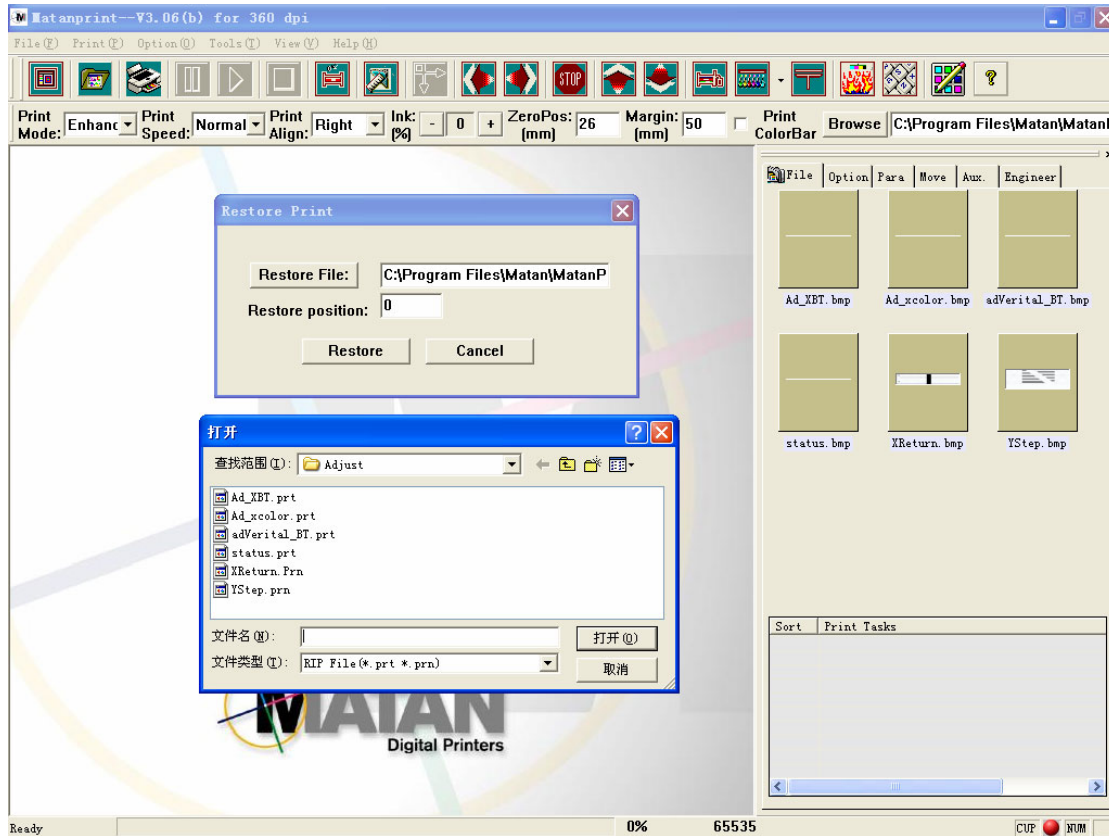 Matanprint--V3.06(b) for 360 dpi
File(F) Print(P) Option(O) Tools(T) View(V) Help(H)
STOP
Print Mode: Enhanc Print Speed: Normal Print Align: Right Ink: (%) - 0 + ZeroPos: (mm) 26 Margin: (mm) 50 Print ColorBar Browse C:\Program Files\Matan\MatanI
File Option Para Move Aux. Engineer
Restore Print
Restore File: C:\Program Files\Matan\MatanP
Restore position: 0
Restore Cancel
Ad_XBT.bmp Ad_xcolor.bmp adVerital_BT.bmp
status.bmp XReturn.bmp YStep.bmp
打开
查找范围(I): Adjust
Ad_XBT.prt
Ad_xcolor.prt
adVerital_BT.prt
status.prt
XReturn.Prn
YStep.prn
文件名(N): 打开(O)
文件类型(T): RIP File(*.prt *.prn) 取消
Sort Print Tasks
MATAN
Digital Printers
Ready 0% 65535 CUP NUM